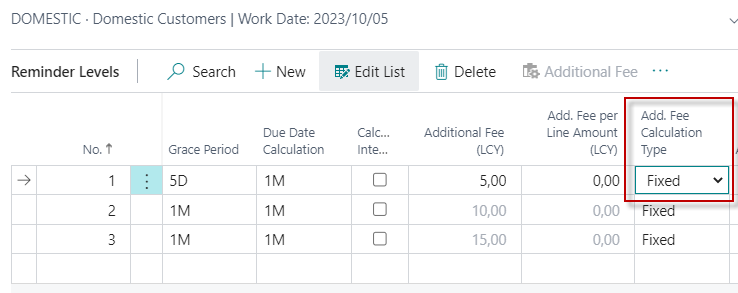 DOMESTIC · Domestic Customers | Work Date: 2023/10/05
Reminder Levels Search New Edit List Delete Additional Fee ...
Add. Fee per Add. Fee
Due Date Calc... Additional Fee Line Amount Calculation
No. ↑ Grace Period Calculation Inte... (LCY) (LCY) Type
→ 1 5D 1M 5,00 0,00 Fixed
2 1M 1M 10,00 0,00 Fixed
3 1M 1M 15,00 0,00 Fixed